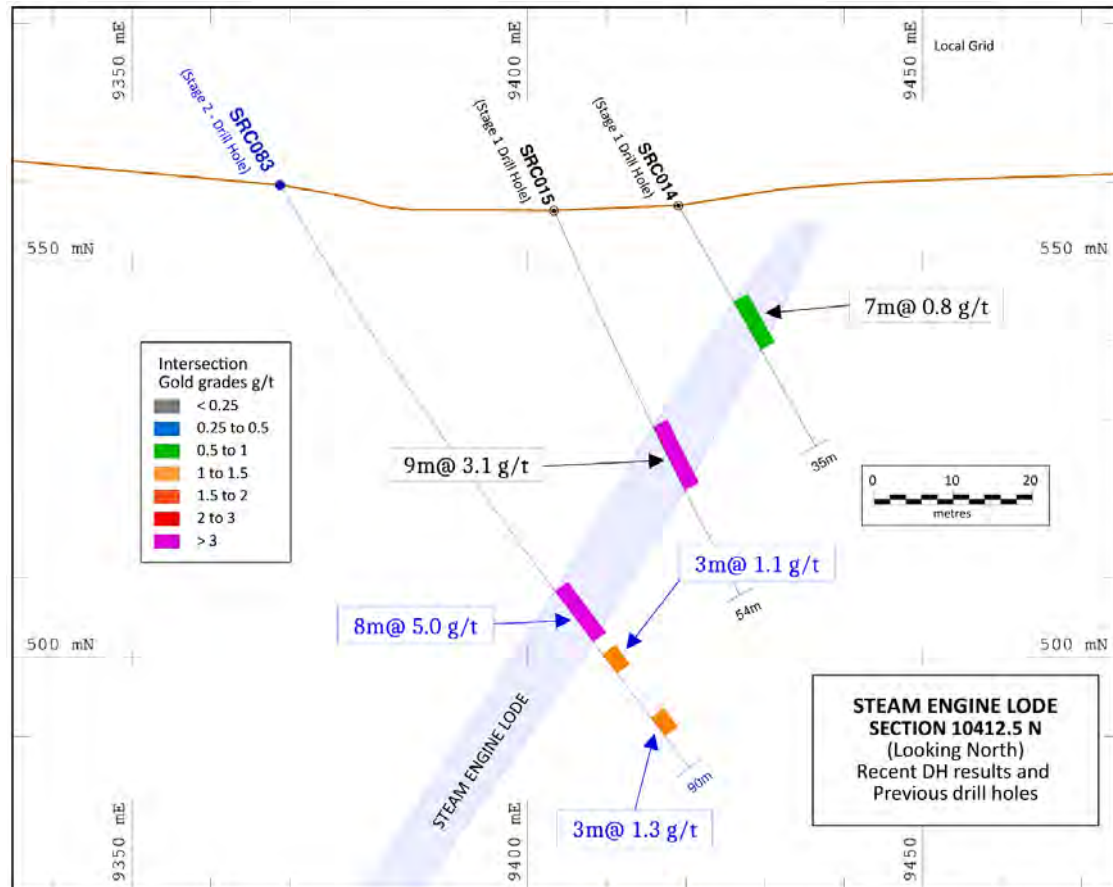 9350 mE
9400 mE
9450 mE
Local Grid
SRC083
(Stage 2 - Drill Hole)
SRC015
(Stage 1 Drill Hole)
SRC014
(Stage 1 Drill Hole)
550 mN
550 mN
7m@ 0.8 g/t
Intersection
Gold grades g/t
< 0.25
0.25 to 0.5
0.5 to 1
1 to 1.5
1.5 to 2
2 to 3
> 3
9m@ 3.1 g/t
35m
0 10 20
metres
3m@ 1.1 g/t
54m
8m@ 5.0 g/t
500 mN
500 mN
STEAM ENGINE LODE
90m
3m@ 1.3 g/t
STEAM ENGINE LODE
SECTION 10412.5 N
(Looking North)
Recent DH results and
Previous drill holes
9350 mE
9400 mE
9450 mE